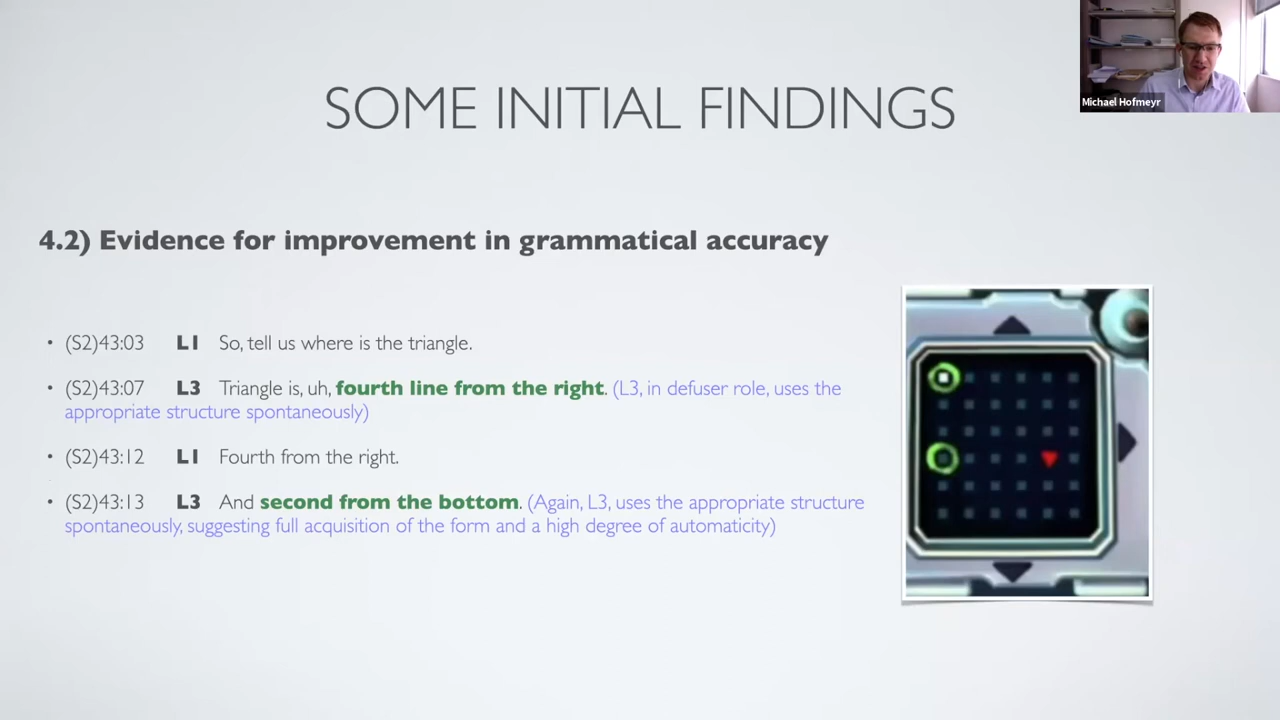 Michael Hofmeyr
SOME INITIAL FINDINGS
4.2) Evidence for improvement in grammatical accuracy
• (S2)43:03 L1 So, tell us where is the triangle.
• (S2)43:07 L3 Triangle is, uh, fourth line from the right. (L3, in defuser role, uses the
appropriate structure spontaneously)
• (S2)43:12 L1 Fourth from the right.
• (S2)43:13 L3 And second from the bottom. (Again, L3, uses the appropriate structure
spontaneously, suggesting full acquisition of the form and a high degree of automaticity)